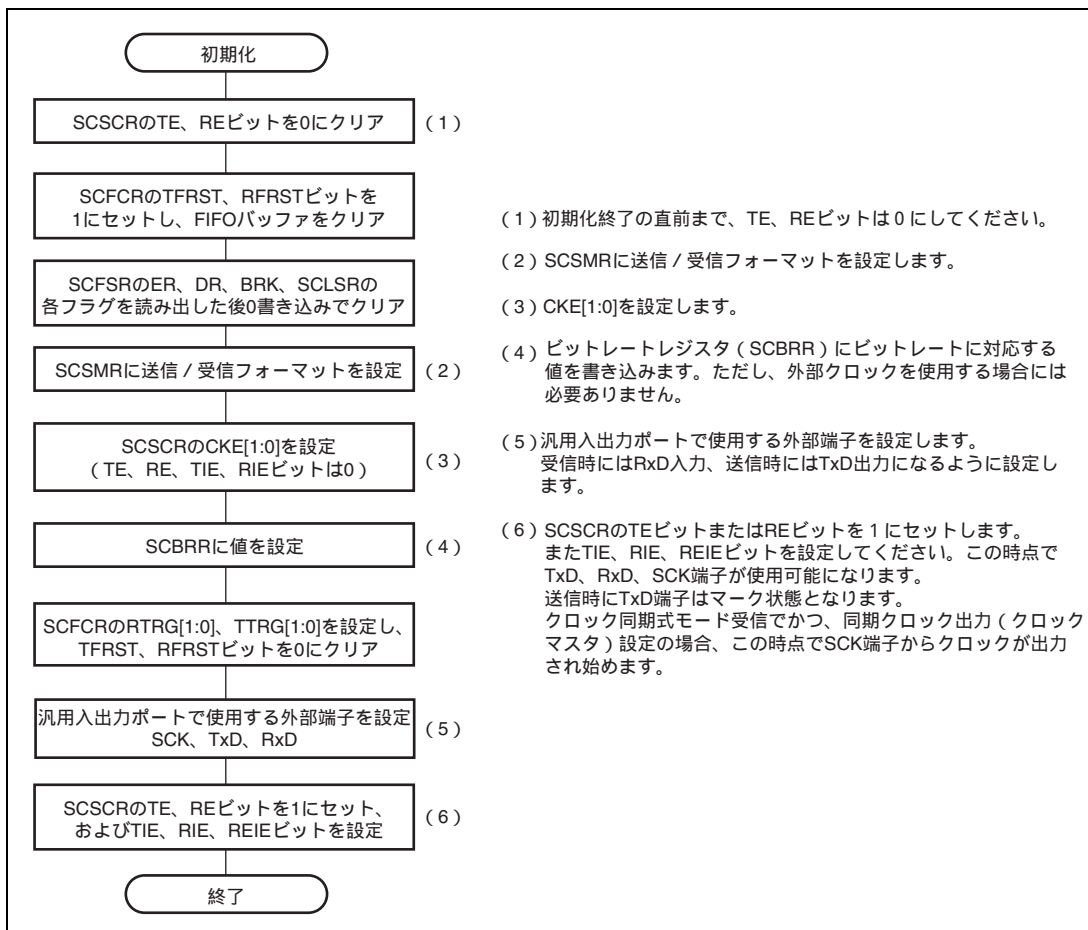 初期化
SCSCRのTE、REビットを0にクリア
(1)
SCFCRのTFRST、RFRSTビットを
1にセットし、FIFOバッファをクリア
SCFSRのER、DR、BRK、SCLSRの
各フラグを読み出した後0書き込みでクリア
SCSMRに送信/受信フォーマットを設定
(2)
SCSCRのCKE[1:0]を設定
(TE、RE、TIE、RIEビットは0)
(3)
SCBRRに値を設定
(4)
SCFCRのRTRG[1:0]、TTRG[1:0]を設定し、
TFRST、RFRSTビットを0にクリア
汎用入出力ポートで使用する外部端子を設定
SCK、TxD、RxD
(5)
SCSCRのTE、REビットを1にセット、
およびTIE、RIE、REIEビットを設定
(6)
終了
(1)初期化終了の直前まで、TE、REビットは0にしてください。
(2)SCSMRに送信/受信フォーマットを設定します。
(3)CKE[1:0]を設定します。
(4)ビットレートレジスタ(SCBRR)にビットレートに対応する
値を書き込みます。ただし、外部クロックを使用する場合には
必要ありません。
(5)汎用入出力ポートで使用する外部端子を設定します。
受信時にはRxD入力、送信時にはTxD出力になるように設定し
ます。
(6)SCSCRのTEビットまたはREビットを1にセットします。
またTIE、RIE、REIEビットを設定してください。この時点で
TxD、RxD、SCK端子が使用可能になります。
送信時にTxD端子はマーク状態となります。
クロック同期式モード受信でかつ、同期クロック出力(クロック
マスタ)設定の場合、この時点でSCK端子からクロックが出力
され始めます。